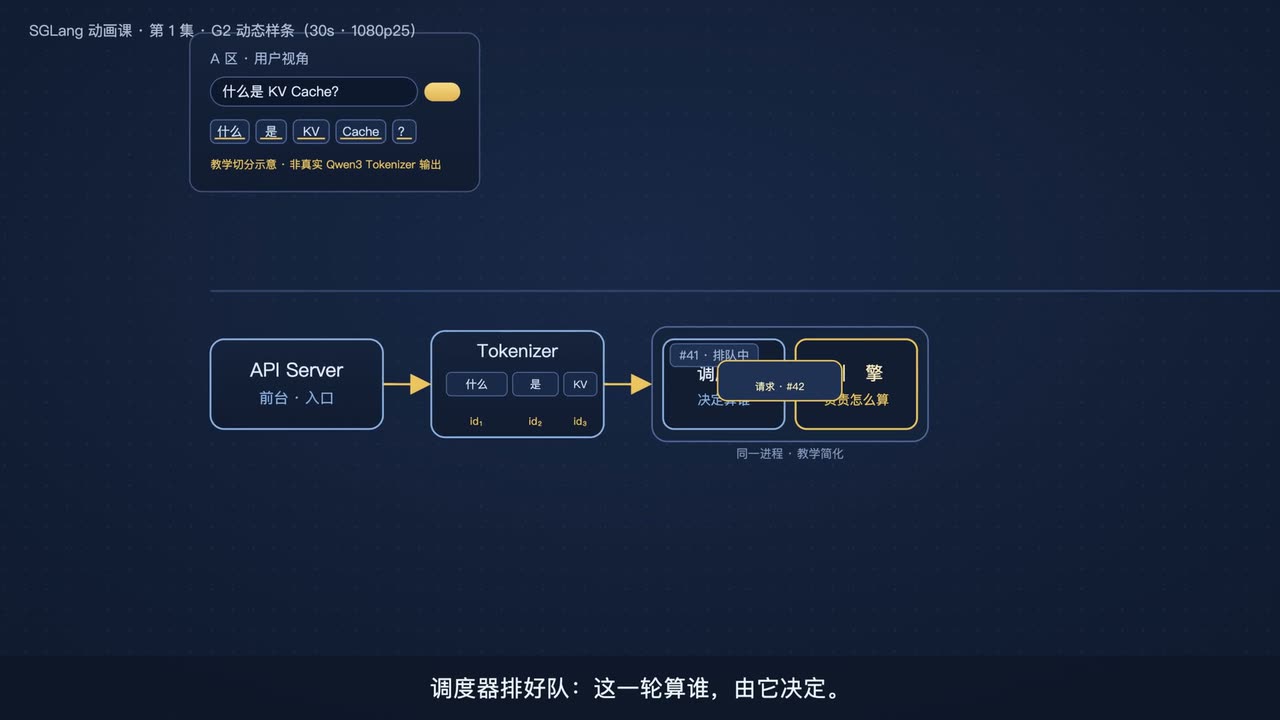 SGLang 动画课 · 第 1 集 · G2 动态样条（30s · 1080p25）
A 区 · 用户视角
什么是 KV Cache?
什么 是 KV Cache ?
教学切分示意 · 非真实 Qwen3 Tokenizer 输出
API Server
前台 · 入口
Tokenizer
什么 是 KV
id₁ id₂ id₃
#41 · 排队中
请求 · #42
擎
决定算谁
负责怎么算
同一进程 · 教学简化
调度器排好队：这一轮算谁，由它决定。